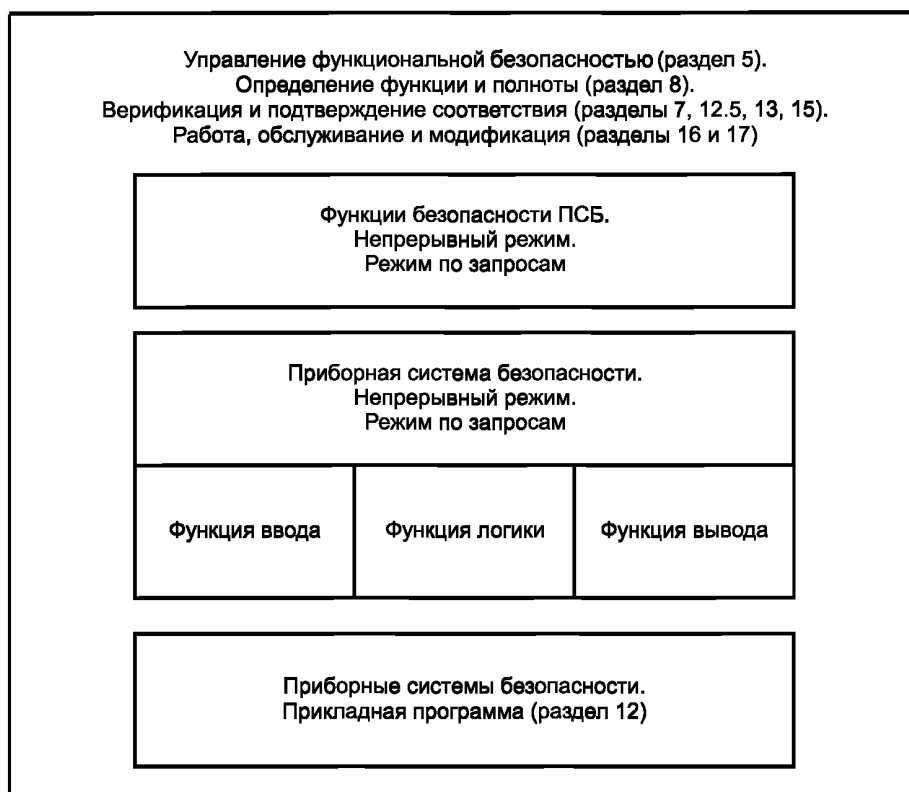 Управление функциональной безопасностью (раздел 5).
Определение функции и полноты (раздел 8).
Верификация и подтверждение соответствия (разделы 7, 12.5, 13, 15).
Работа, обслуживание и модификация (разделы 16 и 17)
Функции безопасности ПСБ.
Непрерывный режим.
Режим по запросам
Приборная система безопасности.
Непрерывный режим.
Режим по запросам
Функция ввода
Функция логики
Функция вывода
Приборные системы безопасности.
Прикладная программа (раздел 12)